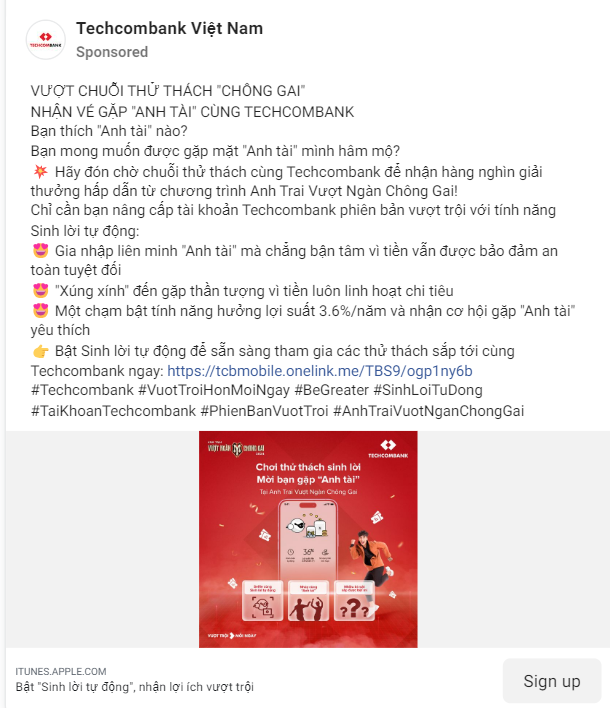 Techcombank Việt Nam
Sponsored
VƯỢT CHUỖI THỬ THÁCH "CHÔNG GAI"
NHẬN VÉ GẶP "ANH TÀI" CÙNG TECHCOMBANK
Bạn thích "Anh tài" nào?
Bạn mong muốn được gặp mặt "Anh tài" mình hâm mộ?
💥 Hãy đón chờ chuỗi thử thách cùng Techcombank để nhận hàng nghìn giải
thưởng hấp dẫn từ chương trình Anh Trai Vượt Ngàn Chông Gai!
Chỉ cần bạn nâng cấp tài khoản Techcombank phiên bản vượt trội với tính năng
Sinh lời tự động:
😍 Gia nhập liên minh "Anh tài" mà chẳng bận tâm vì tiền vẫn được bảo đảm an
toàn tuyệt đối
😍 "Xúng xính" đến gặp thần tượng vì tiền luôn linh hoạt chi tiêu
😍 Một chạm bật tính năng hưởng lợi suất 3.6%/năm và nhận cơ hội gặp "Anh tài"
yêu thích
👉 Bật Sinh lời tự động để sẵn sàng tham gia các thử thách sắp tới cùng
Techcombank ngay: https://tcbmobile.onelink.me/TBS9/ogp1ny6b
#Techcombank #VuotTroiHonMoiNgay #BeGreater #SinhLoiTuDong
#TaiKhoanTechcombank #PhienBanVuotTroi #AnhTraiVuotNganChongGai
VƯỢT NGÀN CHÔNG GAI
TECHCOMBANK
Chơi thử thách sinh lời
Mời bạn gặp "Anh tài"
Tại Anh Trai Vượt Ngàn Chông Gai
???
VƯỢT TRỘI HƠN MỖI NGÀY
ITUNES.APPLE.COM
Bật "Sinh lời tự động", nhận lợi ích vượt trội
Sign up